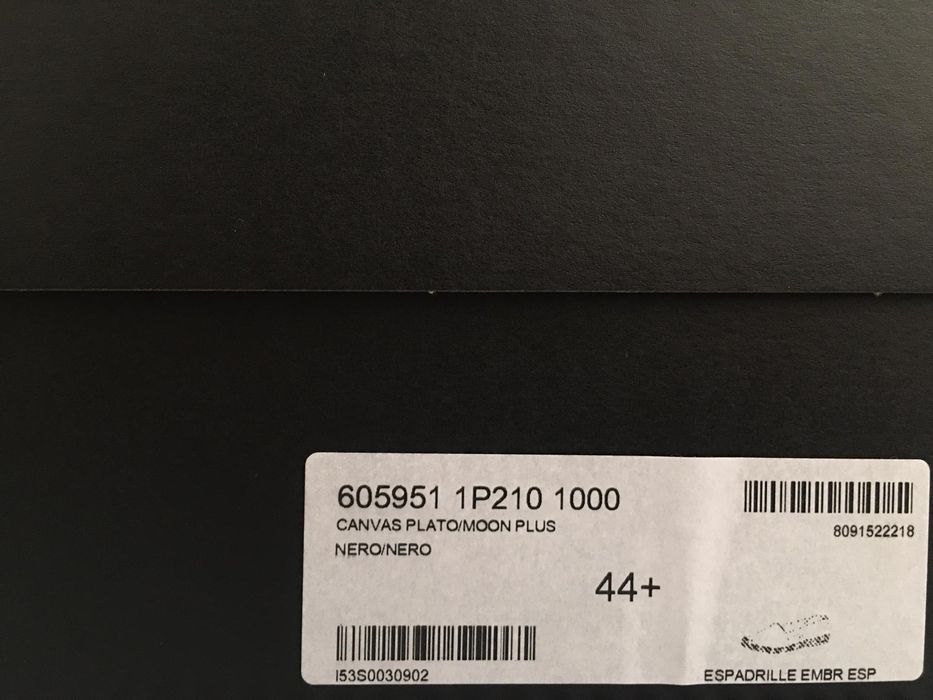 605951 1P210 1000
CANVAS PLATO/MOON PLUS
NERO/NERO
8091522218
44+
I53S0030902
ESPADRILLE EMBR ESP